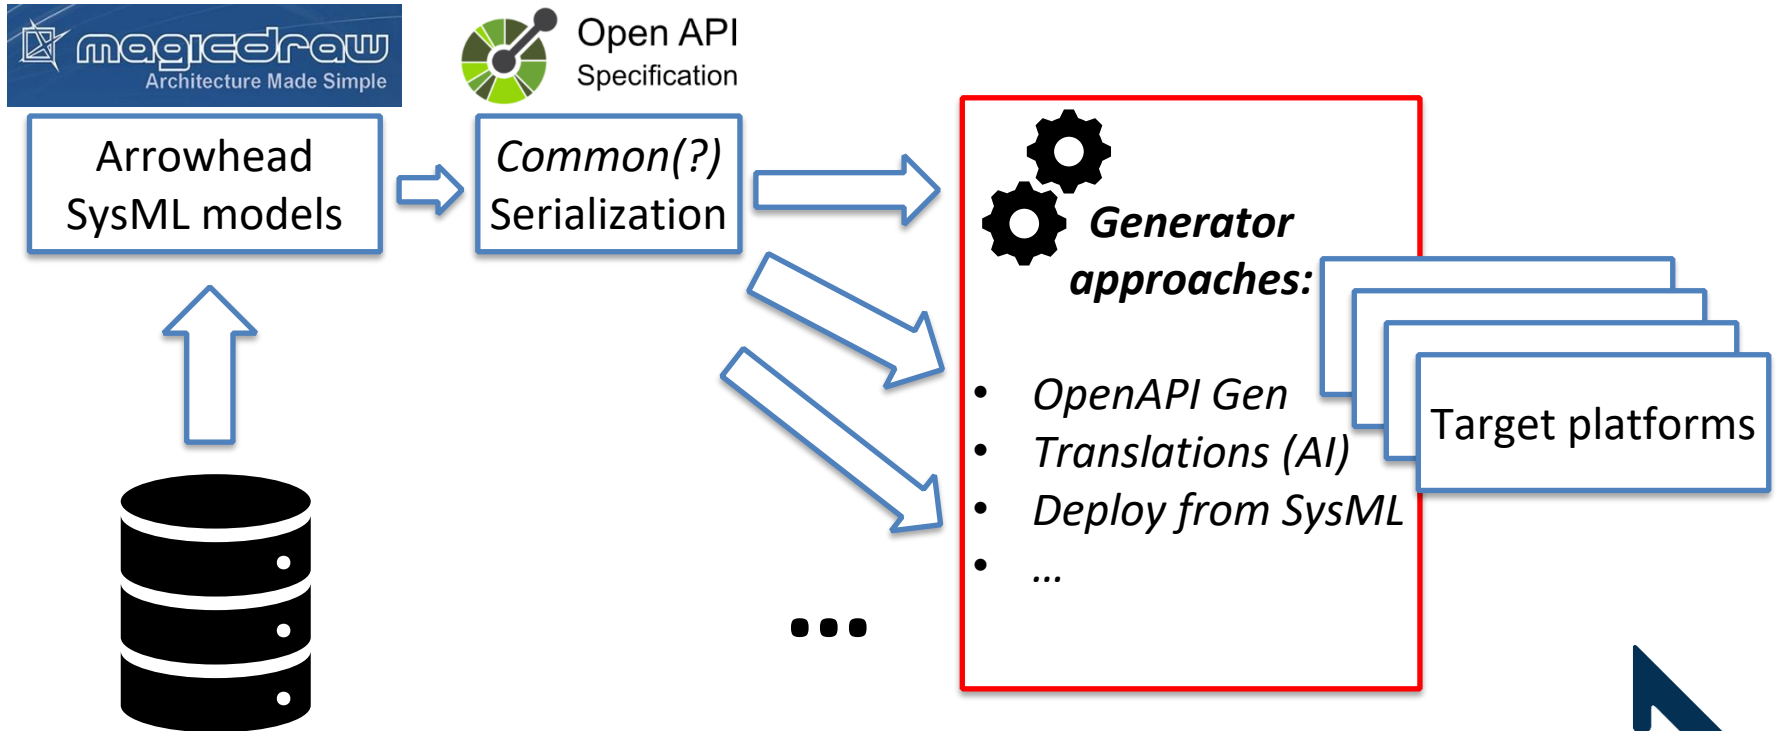 magicdraw
Architecture Made Simple
Open API
Specification
Arrowhead
SysML models
Common(?)
Serialization
Generator
approaches:
• OpenAPI Gen
• Translations (AI)
• Deploy from SysML
• ...
Target platforms
...